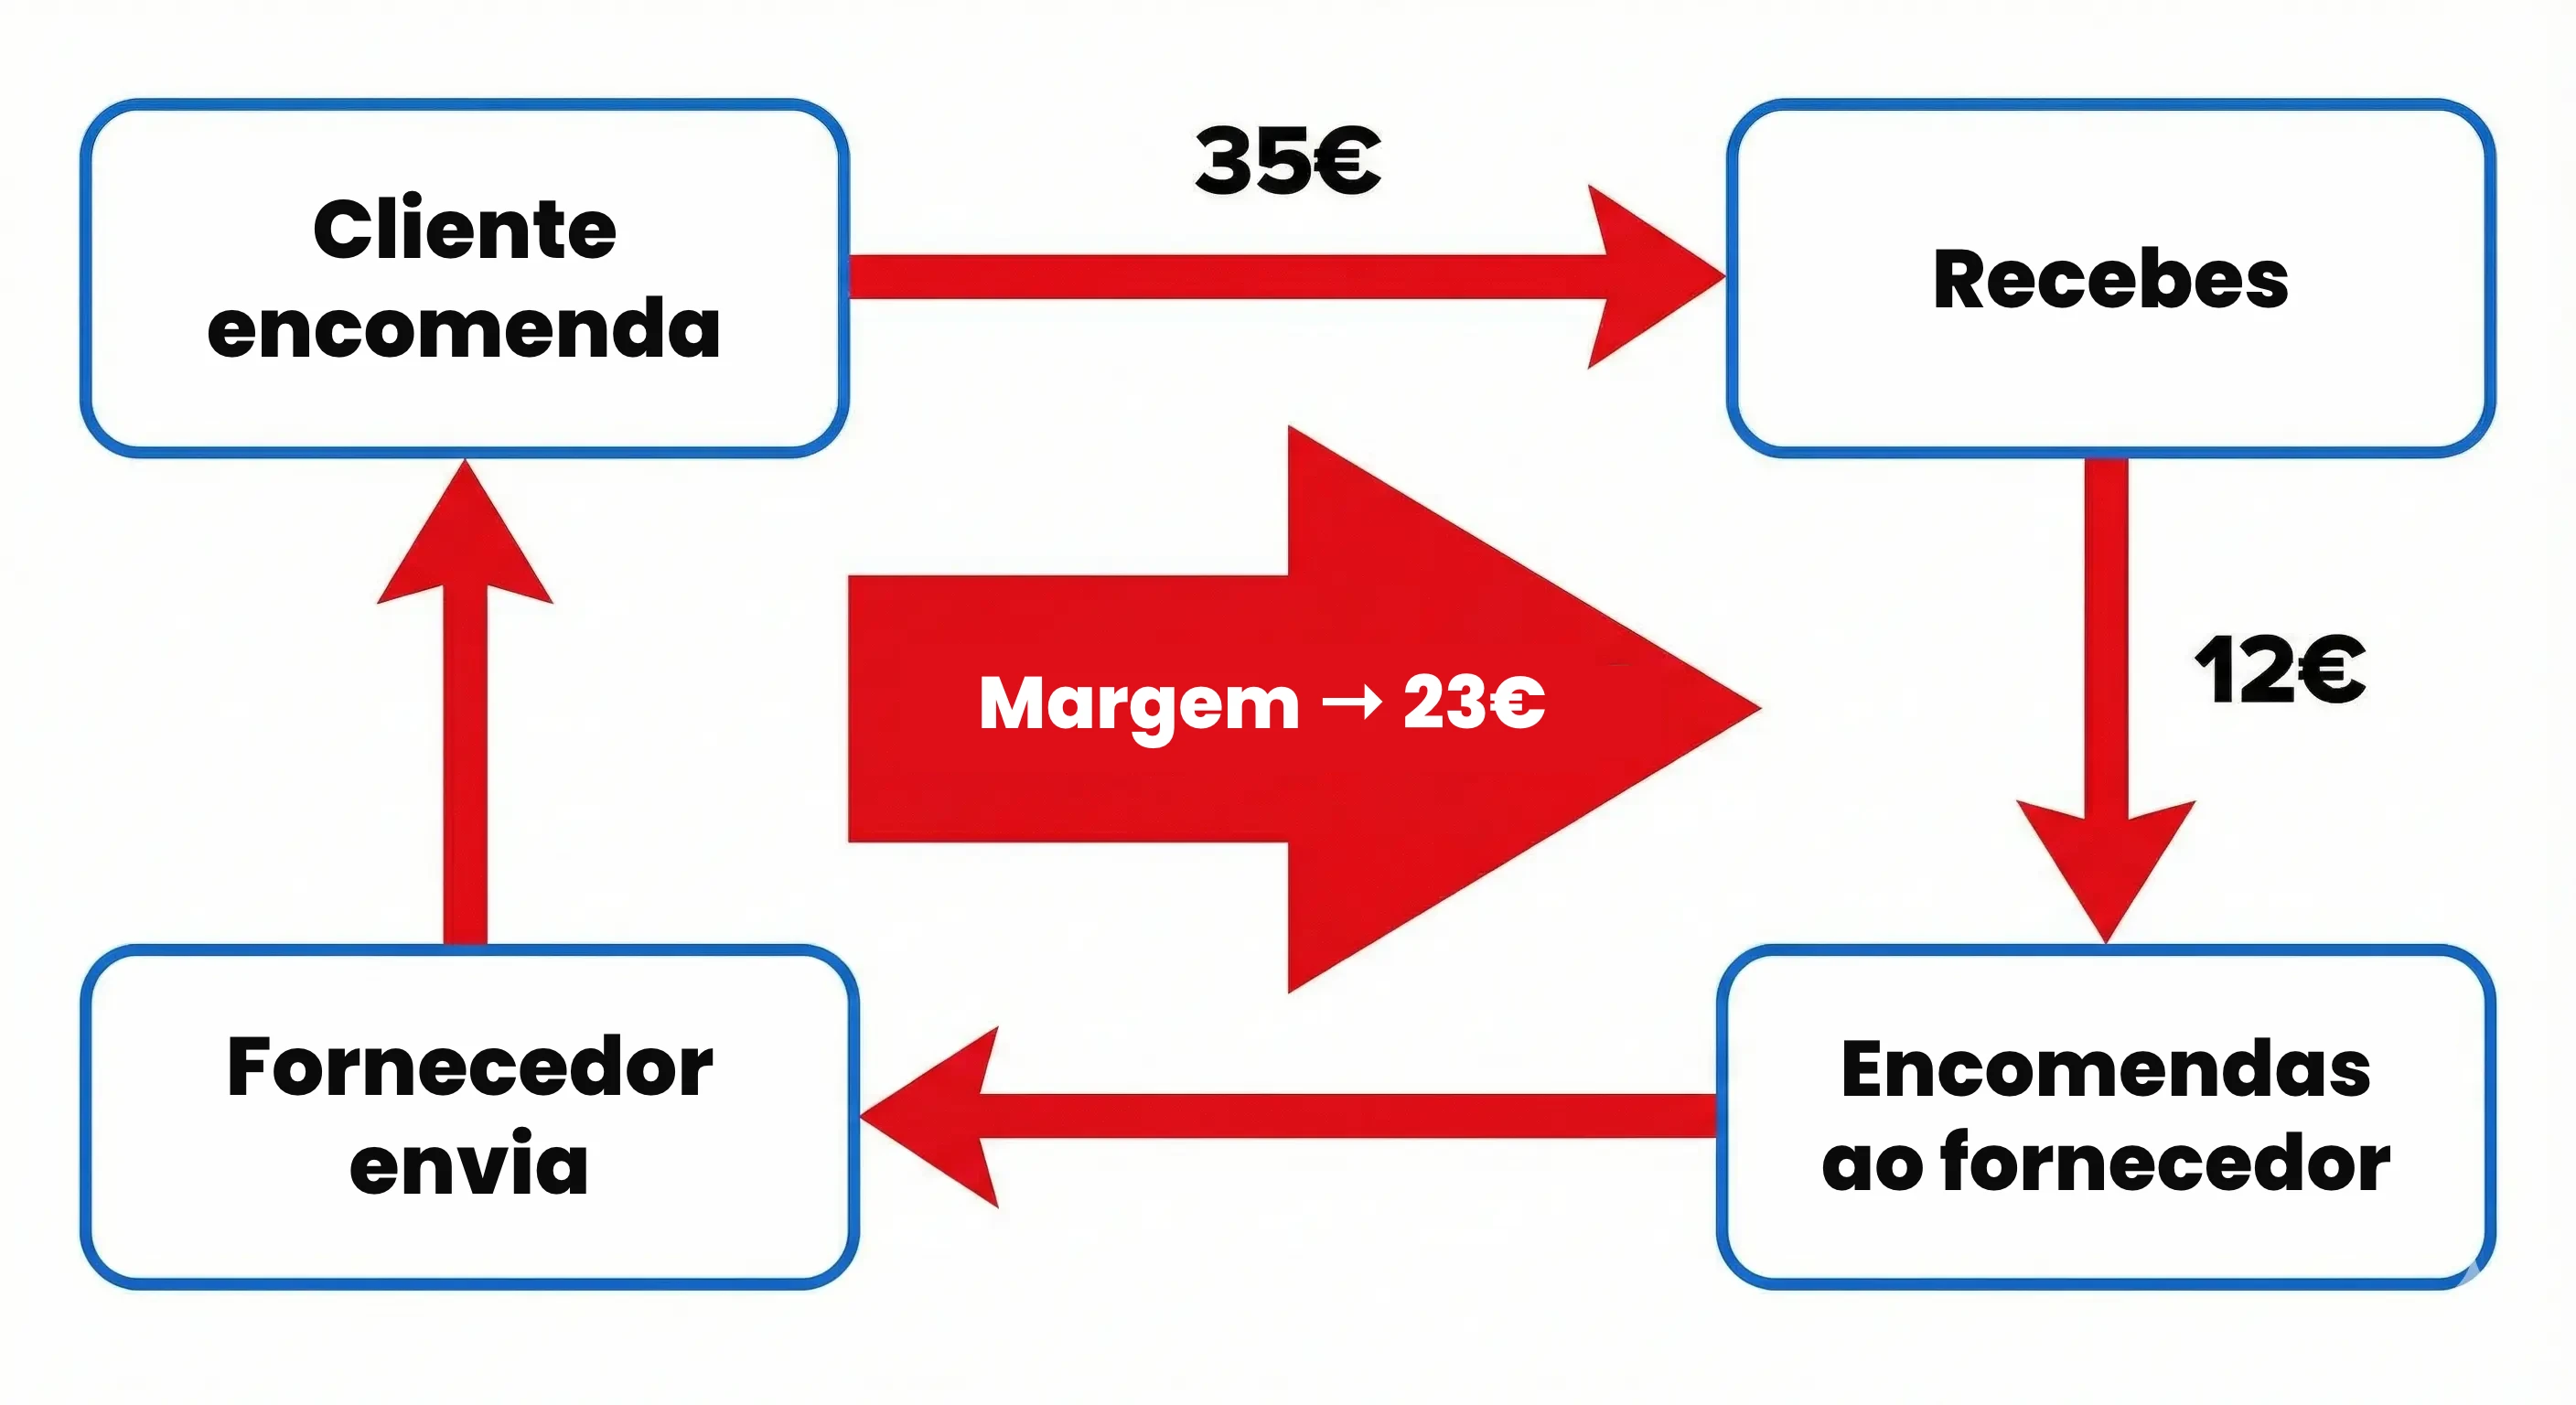 Cliente
encomenda
35€
Recebes
Margem → 23€
12€
Fornecedor
envia
Encomendas
ao fornecedor